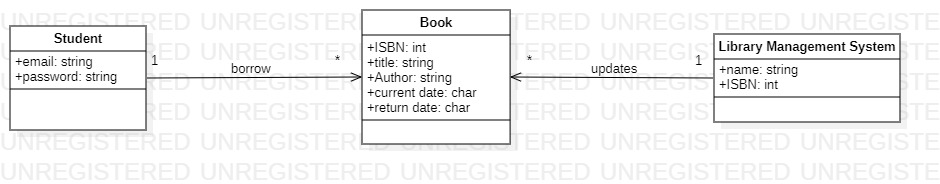 Student
+email: string
+password: string
1
borrow
*
Book
+ISBN: int
+title: string
+Author: string
+current date: char
+return date: char
*
updates
1
Library Management System
+name: string
+ISBN: int
UNREGISTERED UNREGISTERED UNREGISTERED UNREGISTERED UNREGISTERED